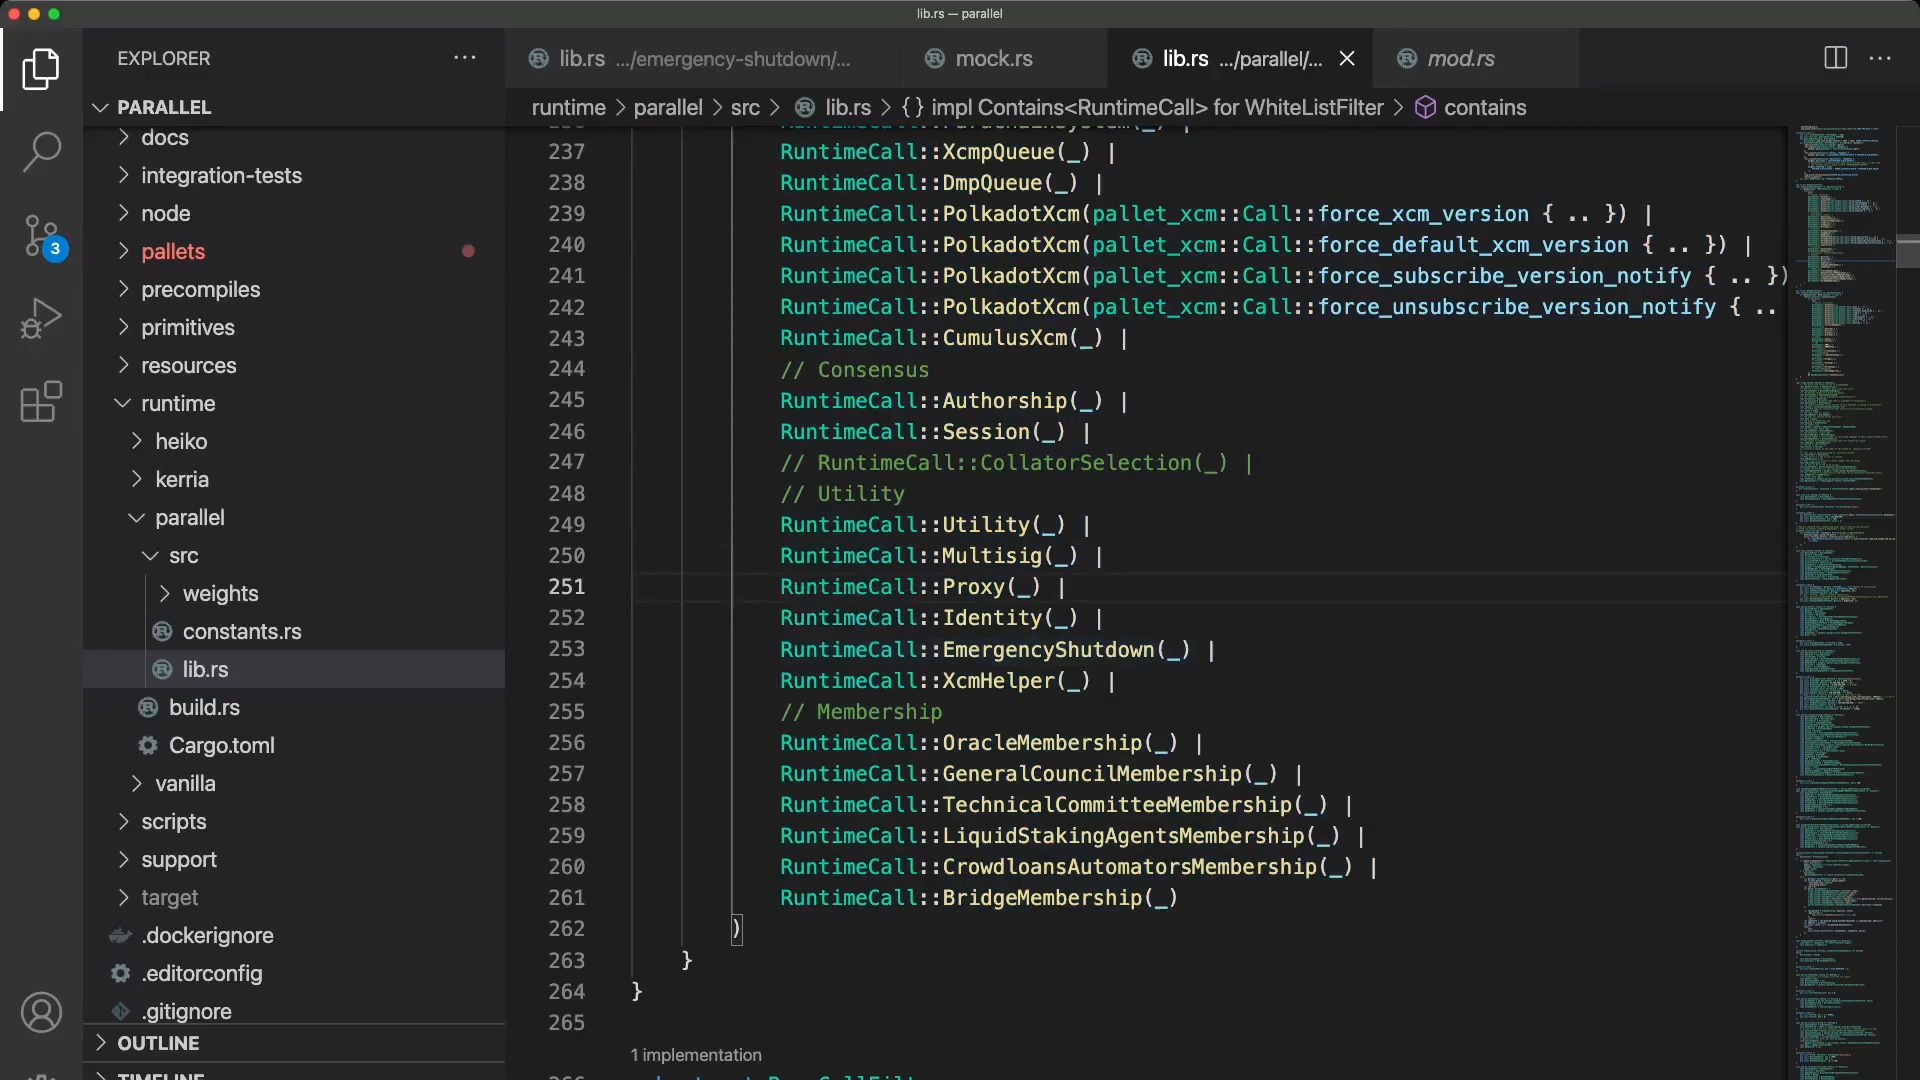 lib.rs — parallel
EXPLORER
lib.rs .../emergency-shutdown/...
mock.rs
lib.rs .../parallel/...
mod.rs
PARALLEL
runtime > parallel > src > lib.rs > {} impl Contains<RuntimeCall> for WhiteListFilter > contains
docs
integration-tests
node
pallets
precompiles
primitives
resources
runtime
heiko
kerria
parallel
src
weights
constants.rs
lib.rs
build.rs
Cargo.toml
vanilla
scripts
support
target
.dockerignore
.editorconfig
.gitignore
OUTLINE
TIMELINE
3
237 RuntimeCall::XcmpQueue(_) |
238 RuntimeCall::DmpQueue(_) |
239 RuntimeCall::PolkadotXcm(pallet_xcm::Call::force_xcm_version { .. }) |
240 RuntimeCall::PolkadotXcm(pallet_xcm::Call::force_default_xcm_version { .. }) |
241 RuntimeCall::PolkadotXcm(pallet_xcm::Call::force_subscribe_version_notify { .. })
242 RuntimeCall::PolkadotXcm(pallet_xcm::Call::force_unsubscribe_version_notify { ..
243 RuntimeCall::CumulusXcm(_) |
244 // Consensus
245 RuntimeCall::Authorship(_) |
246 RuntimeCall::Session(_) |
247 // RuntimeCall::CollatorSelection(_) |
248 // Utility
249 RuntimeCall::Utility(_) |
250 RuntimeCall::Multisig(_) |
251 RuntimeCall::Proxy(_) |
252 RuntimeCall::Identity(_) |
253 RuntimeCall::EmergencyShutdown(_) |
254 RuntimeCall::XcmHelper(_) |
255 // Membership
256 RuntimeCall::OracleMembership(_) |
257 RuntimeCall::GeneralCouncilMembership(_) |
258 RuntimeCall::TechnicalCommitteeMembership(_) |
259 RuntimeCall::LiquidStakingAgentsMembership(_) |
260 RuntimeCall::CrowdloansAutomatorsMembership(_) |
261 RuntimeCall::BridgeMembership(_)
262 )
263 }
264 }
265
1 implementation